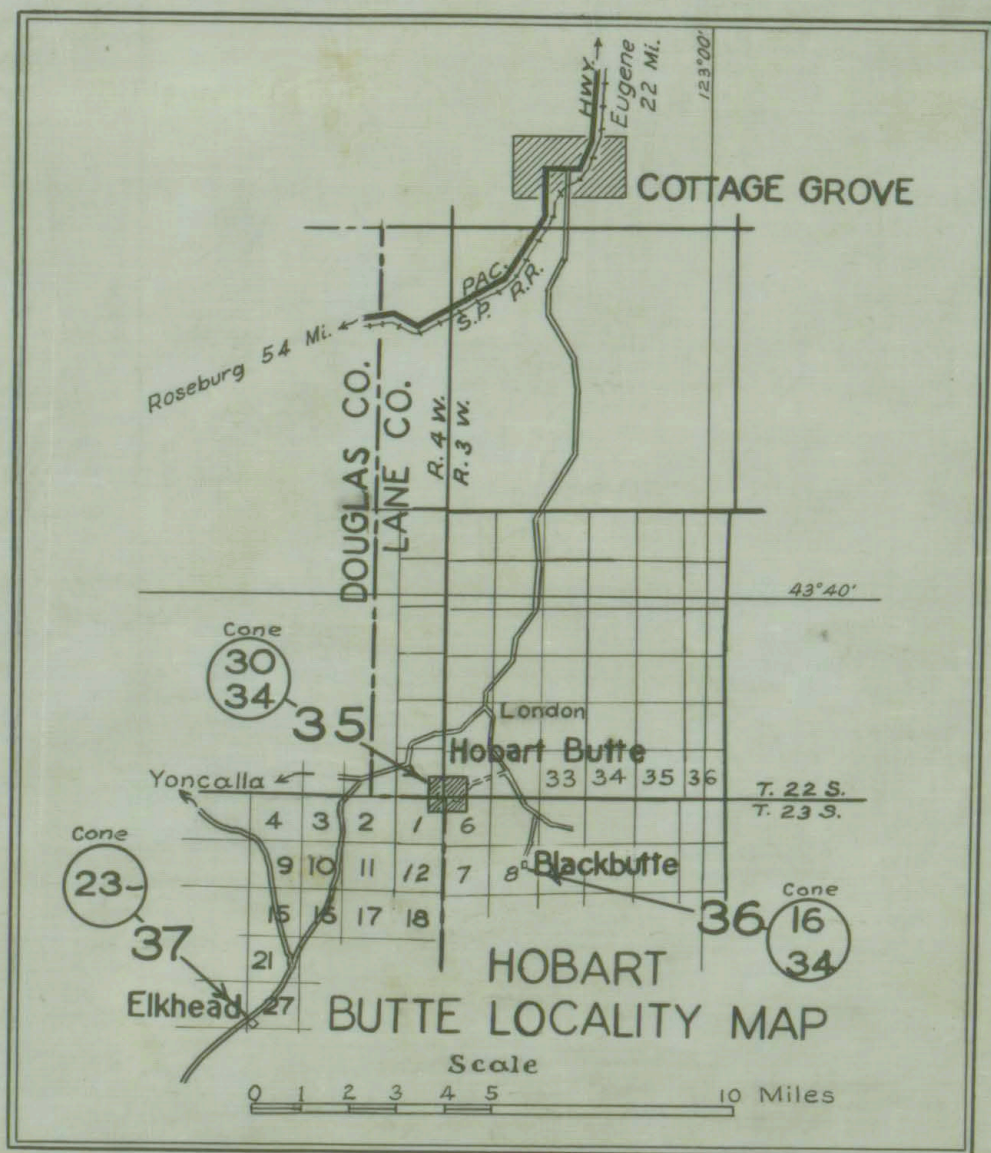 HWY.
Eugene
22 Mi.
123°00'
COTTAGE GROVE
PAC.
S.P. R.R.
Roseburg 54 Mi.
DOUGLAS CO.
LANE CO.
R. 4 W.
R. 3 W.
43°40'
Cone
30
34
35
London
Hobart Butte
33 34 35 36
Yoncalla
T. 22 S.
T. 23 S.
4 3 2 1 6
Cone
23
9 10 11 12 7 8 Blackbutte
Cone
36 16
34
15 16 17 18
37
21
Elkhead 27
HOBART
BUTTE LOCALITY MAP
Scale
0 1 2 3 4 5 10 Miles